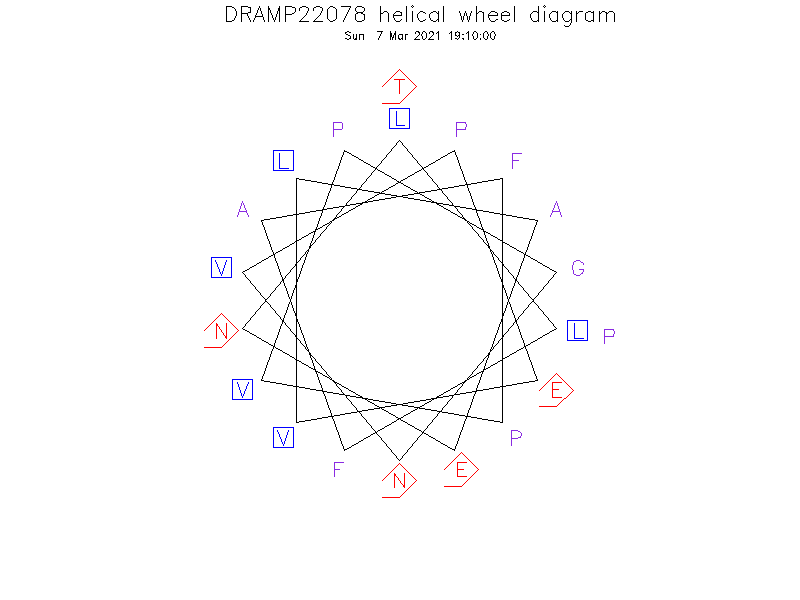 DRAMP22078 helical wheel diagram
Sun 7 Mar 2021 19:10:00
T
L
P P
L F
A A
V G
N L P
V E
V P
F E
N